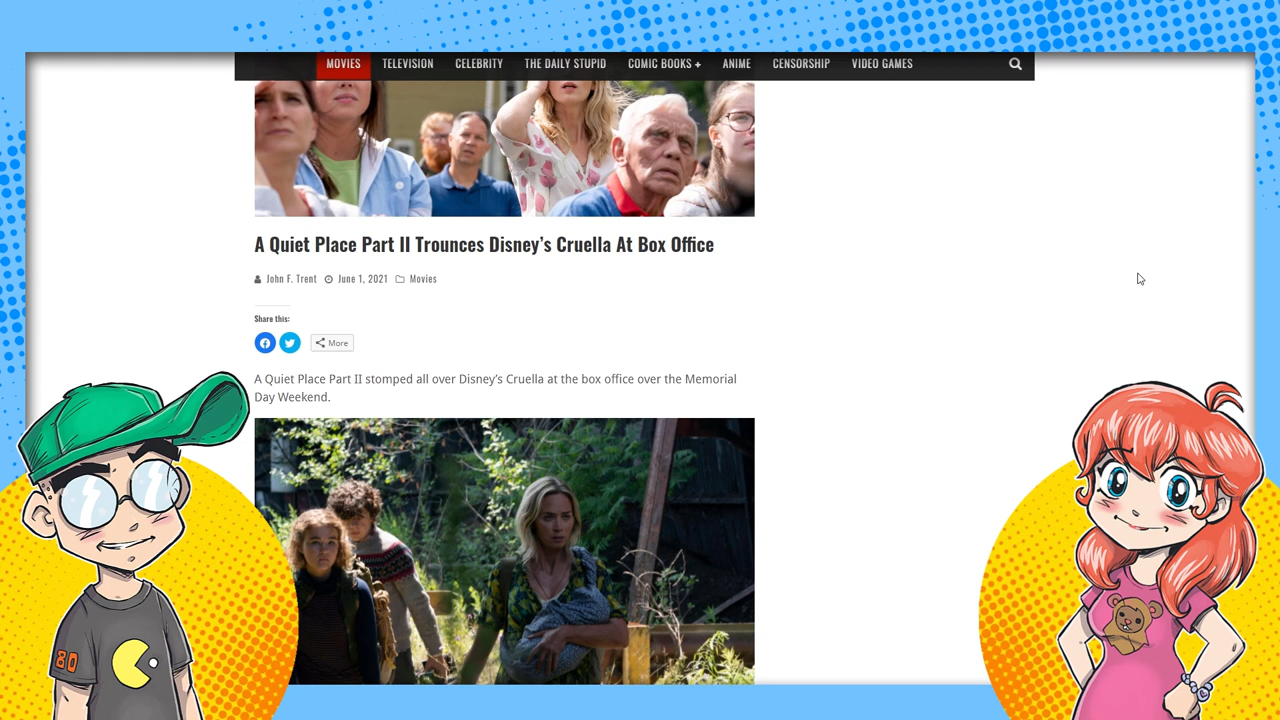 MOVIES TELEVISION CELEBRITY THE DAILY STUPID COMIC BOOKS + ANIME CENSORSHIP VIDEO GAMES
A Quiet Place Part II Trounces Disney’s Cruella At Box Office
John F. Trent June 1, 2021 Movies
Share this:
More
A Quiet Place Part II stomped all over Disney’s Cruella at the box office over the Memorial
Day Weekend.
80